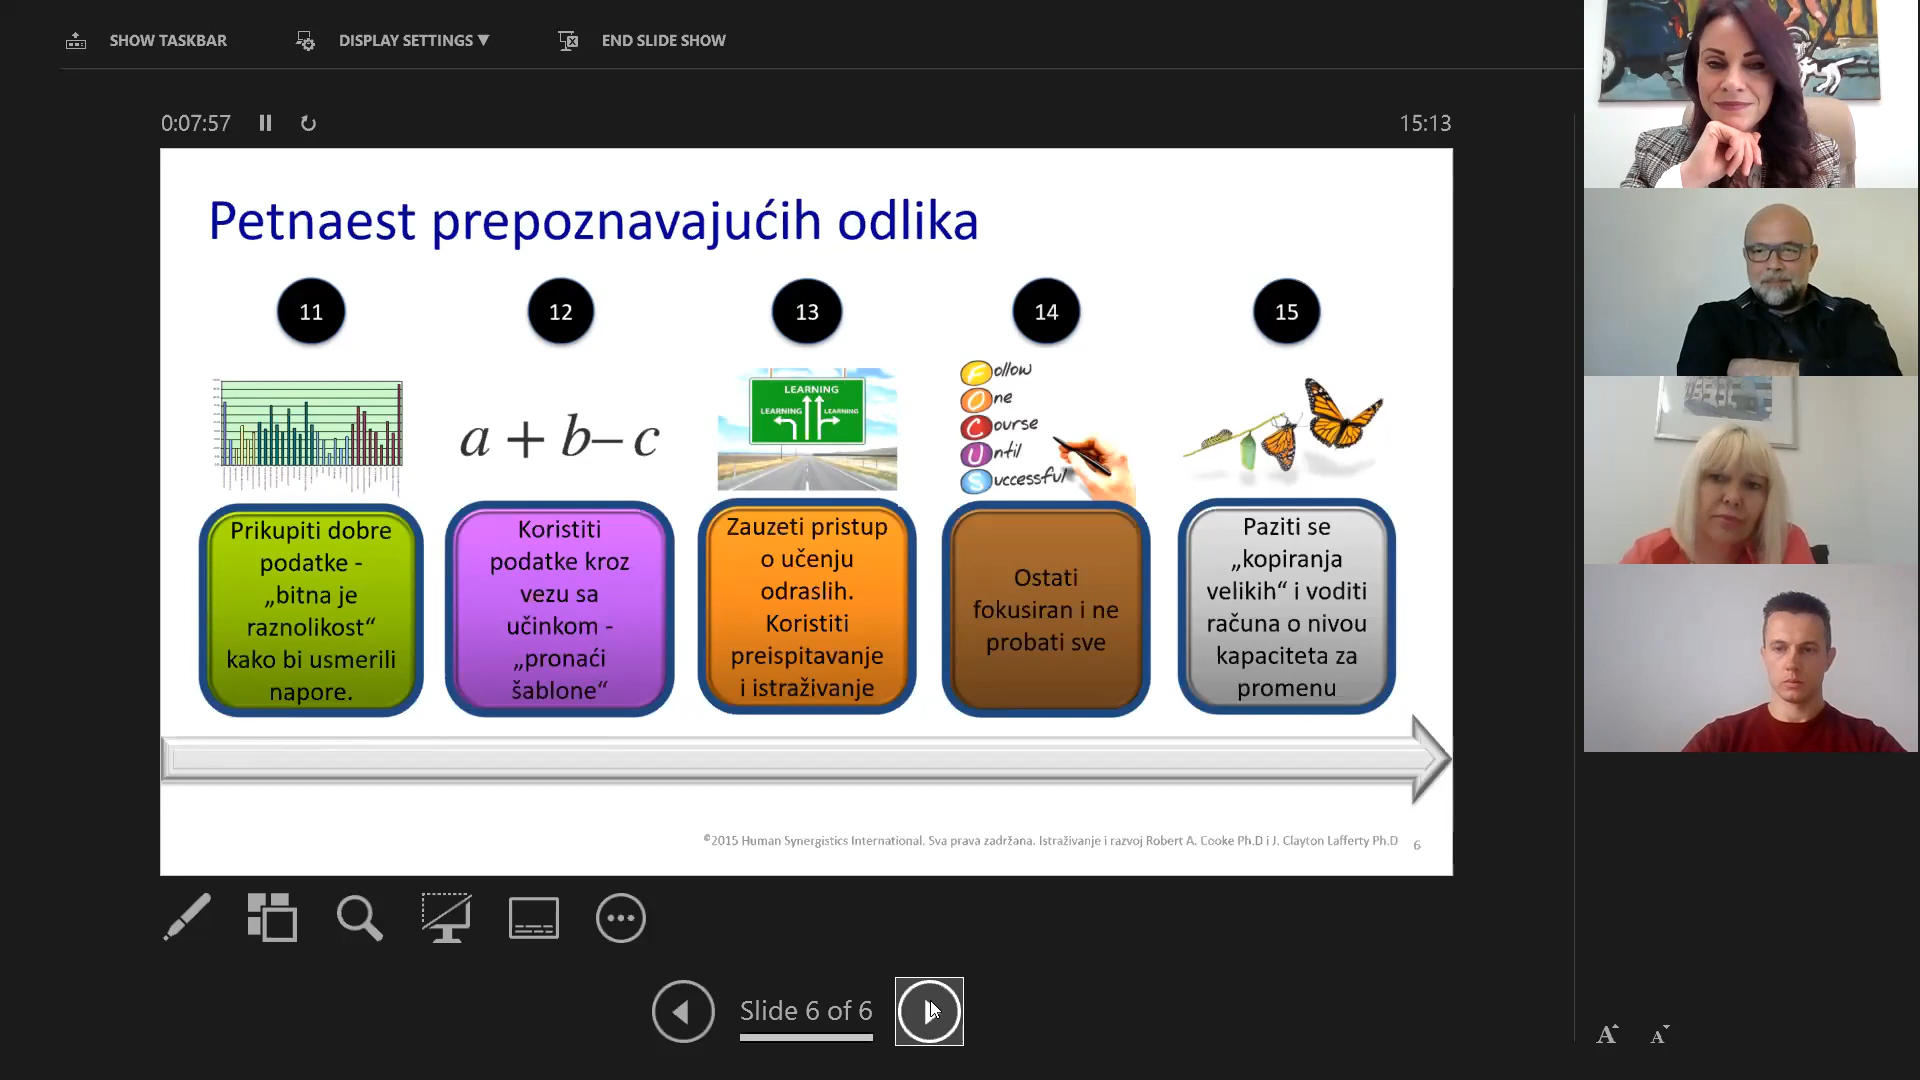 SHOW TASKBAR
DISPLAY SETTINGS ▼
END SLIDE SHOW
0:07:57
15:13
Petnaest prepoznavajućih odlika
11
12
13
14
15
a + b– c
LEARNING
LEARNING
LEARNING
Follow
One
Course
Until
Successful
Prikupiti dobre
podatke -
„bitna je
raznolikost“
kako bi usmerili
napore.
Koristiti
podatke kroz
vezu sa
učinkom -
„pronaći
šablone“
Zauzeti pristup
o učenju
odraslih.
Koristiti
preispitavanje
i istraživanje
Ostati
fokusiran i ne
probati sve
Paziti se
„kopiranja
velikih“ i voditi
računa o nivou
kapaciteta za
promenu
©2015 Human Synergistics International. Sva prava zadržana. Istraživanje i razvoj Robert A. Cooke Ph.D i J. Clayton Lafferty Ph.D
6
Slide 6 of 6
A
A